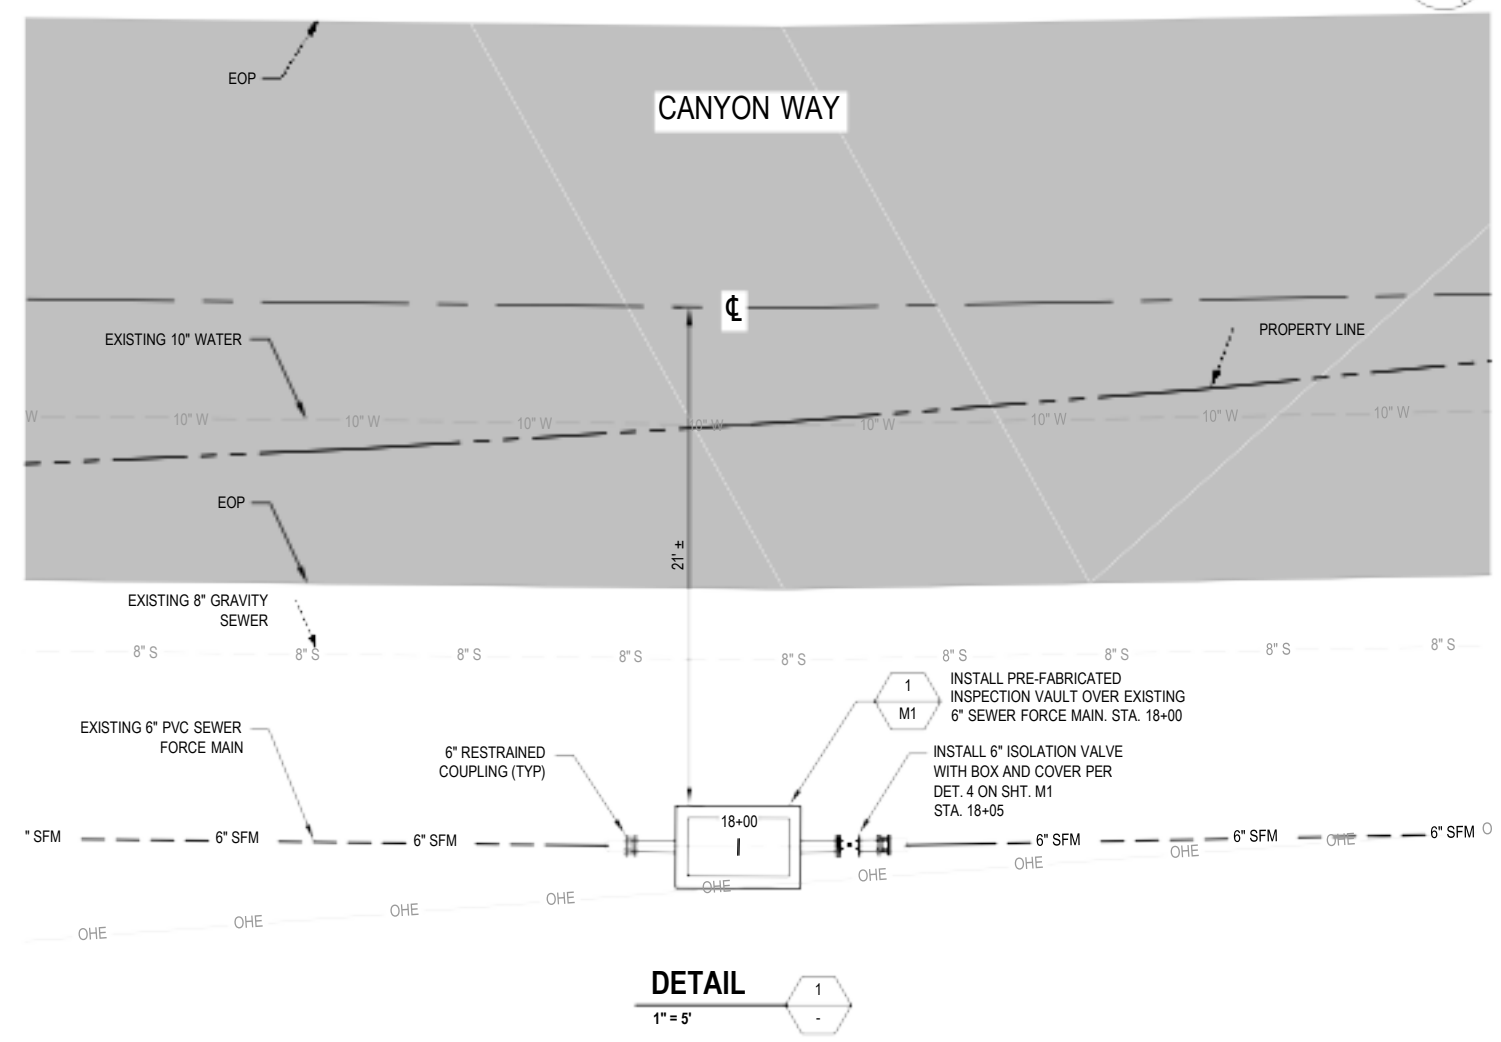 EOP
CANYON WAY
℄
EXISTING 10" WATER
PROPERTY LINE
W
10" W
10" W
10" W
10" W
10" W
10" W
10" W
10" W
EOP
21' ±
EXISTING 8" GRAVITY
SEWER
8" S
8" S
8" S
8" S
8" S
8" S
8" S
8" S
8" S
1
M1
INSTALL PRE-FABRICATED
INSPECTION VAULT OVER EXISTING
6" SEWER FORCE MAIN. STA. 18+00
EXISTING 6" PVC SEWER
FORCE MAIN
6" RESTRAINED
COUPLING (TYP)
INSTALL 6" ISOLATION VALVE
WITH BOX AND COVER PER
DET. 4 ON SHT. M1
STA. 18+05
18+00
" SFM
6" SFM
6" SFM
6" SFM
6" SFM
6" SFM
O
OHE
OHE
OHE
OHE
OHE
OHE
OHE
OHE
OHE
DETAIL
1
-
1" = 5'